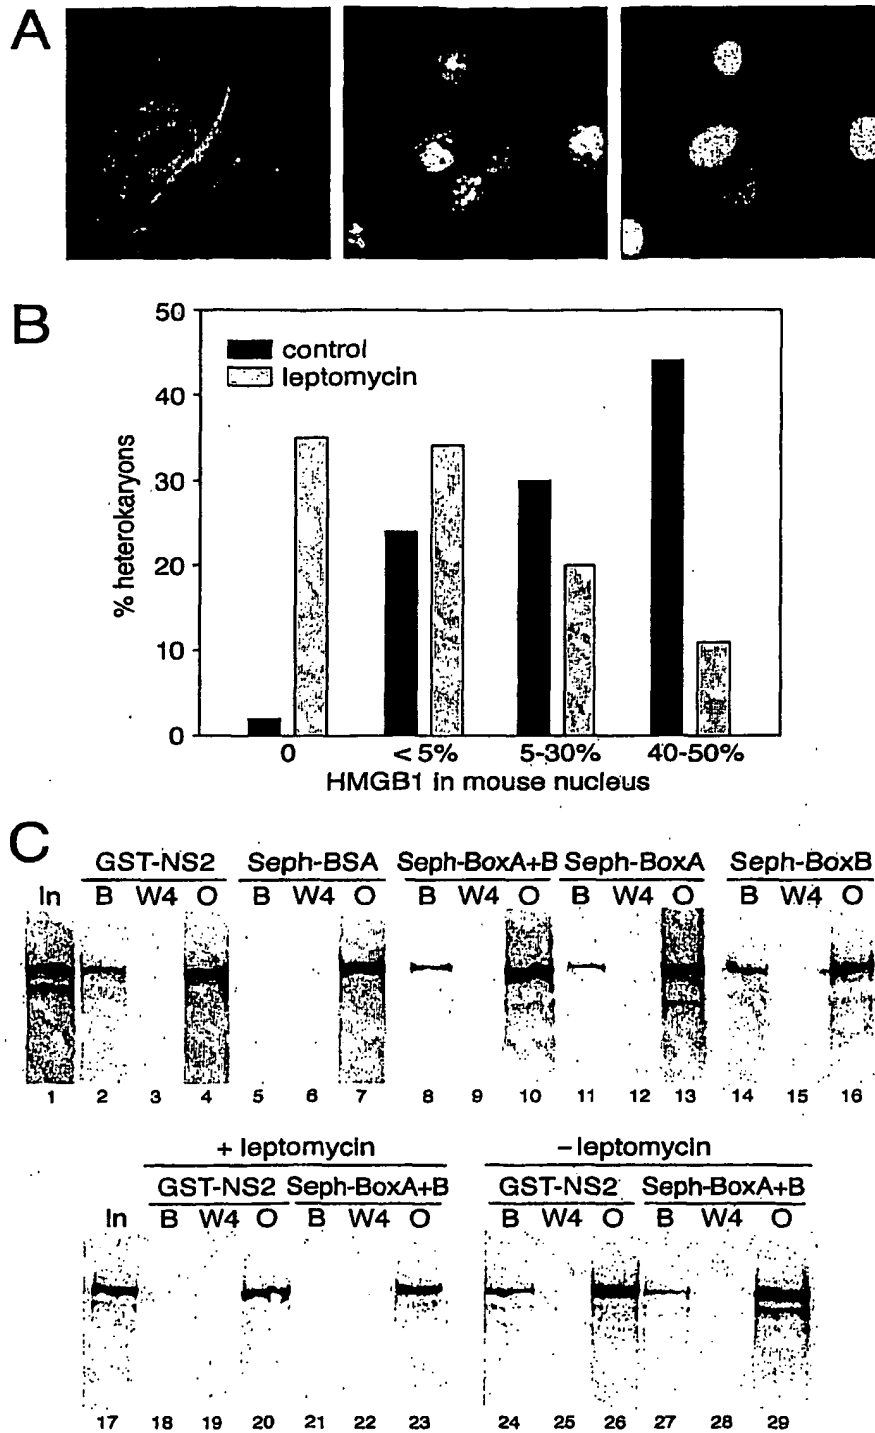 A
B
50
40
30
20
10
0
% heterokaryons
control
leptomycin
0 < 5% 5-30% 40-50%
HMGB1 in mouse nucleus
C
GST-NS2 Seph-BSA Seph-BoxA+B Seph-BoxA Seph-BoxB
In B W4 O B W4 O B W4 O B W4 O B W4 O
1 2 3 4 5 6 7 8 9 10 11 12 13 14 15 16
+ leptomycin – leptomycin
GST-NS2 Seph-BoxA+B GST-NS2 Seph-BoxA+B
In B W4 O B W4 O B W4 O B W4 O
17 18 19 20 21 22 23 24 25 26 27 28 29